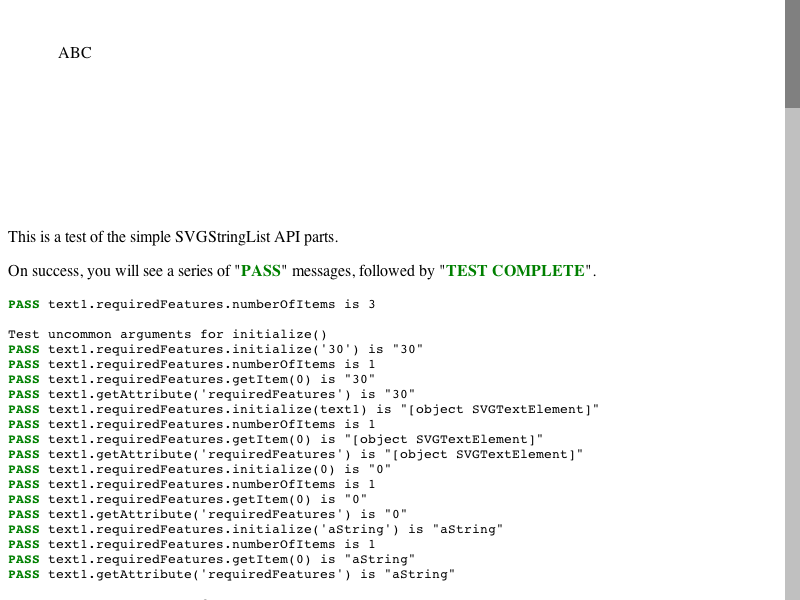 ABC
This is a test of the simple SVGStringList API parts.
On success, you will see a series of "PASS" messages, followed by "TEST COMPLETE".
PASS text1.requiredFeatures.numberOfItems is 3
Test uncommon arguments for initialize()
PASS text1.requiredFeatures.initialize('30') is "30"
PASS text1.requiredFeatures.numberOfItems is 1
PASS text1.requiredFeatures.getItem(0) is "30"
PASS text1.getAttribute('requiredFeatures') is "30"
PASS text1.requiredFeatures.initialize(text1) is "[object SVGTextElement]"
PASS text1.requiredFeatures.numberOfItems is 1
PASS text1.requiredFeatures.getItem(0) is "[object SVGTextElement]"
PASS text1.getAttribute('requiredFeatures') is "[object SVGTextElement]"
PASS text1.requiredFeatures.initialize(0) is "0"
PASS text1.requiredFeatures.numberOfItems is 1
PASS text1.requiredFeatures.getItem(0) is "0"
PASS text1.getAttribute('requiredFeatures') is "0"
PASS text1.requiredFeatures.initialize('aString') is "aString"
PASS text1.requiredFeatures.numberOfItems is 1
PASS text1.requiredFeatures.getItem(0) is "aString"
PASS text1.getAttribute('requiredFeatures') is "aString"